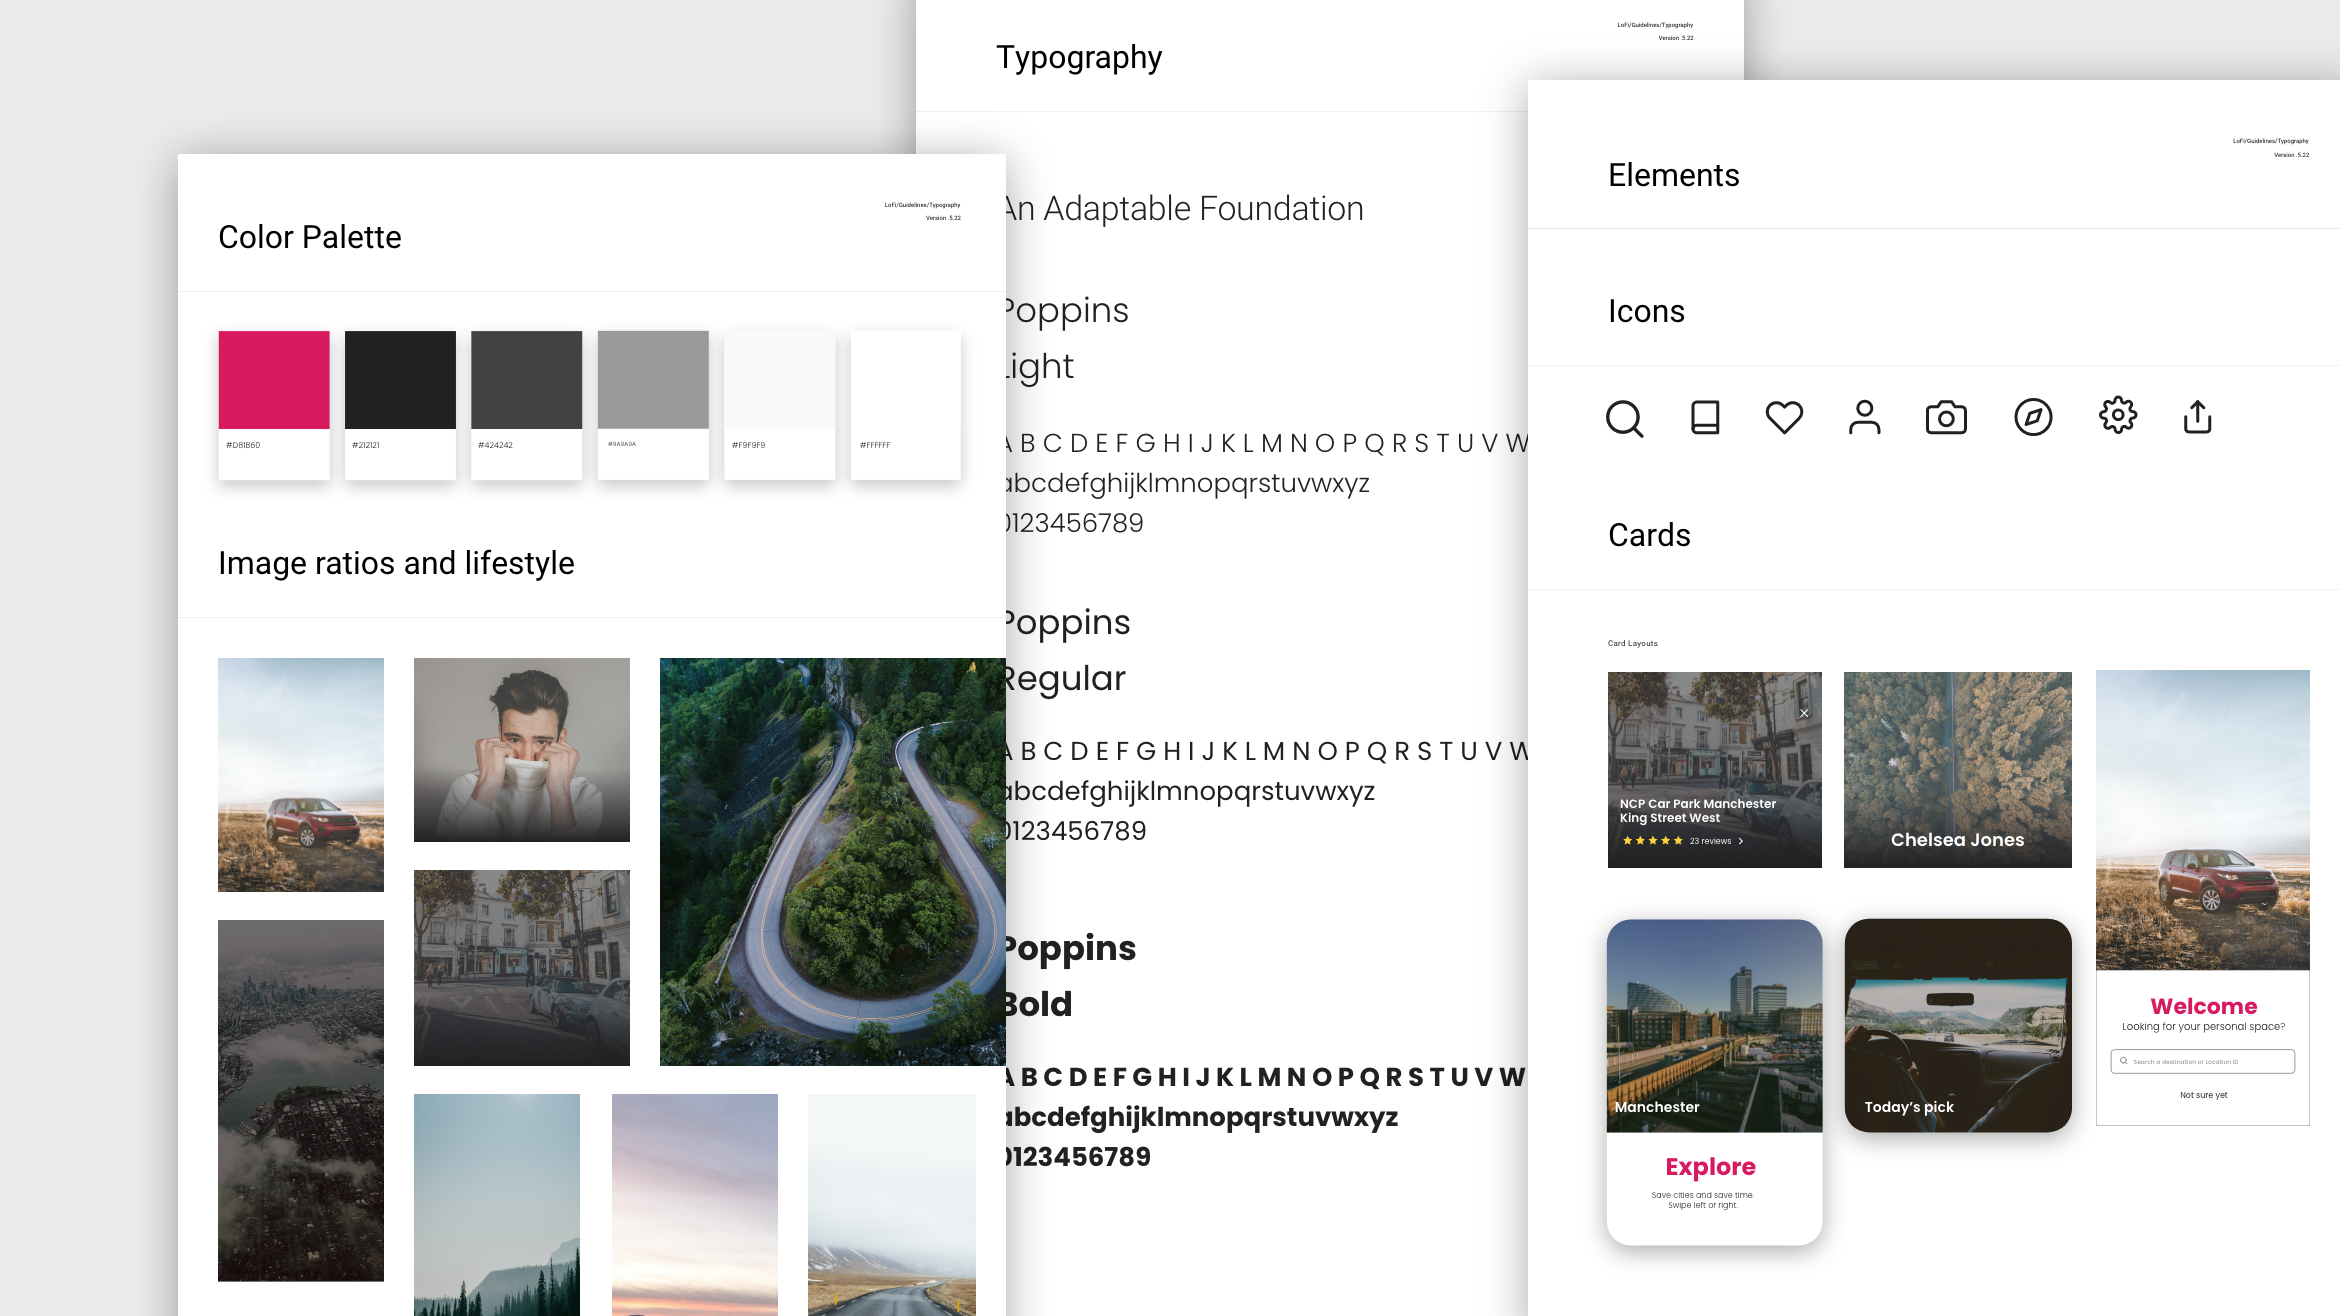 Color Palette
LoFi/Guidelines/Typography
Version .5.22
#D81B60
#212121
#424242
#9A9A9A
#F9F9F9
#FFFFFF
Image ratios and lifestyle
Typography
LoFi/Guidelines/Typography
Version .5.22
An Adaptable Foundation
Poppins
Light
A B C D E F G H I J K L M N O P Q R S T U V W
abcdefghijklmnopqrstuvwxyz
0123456789
Poppins
Regular
A B C D E F G H I J K L M N O P Q R S T U V W
abcdefghijklmnopqrstuvwxyz
0123456789
Poppins
Bold
A B C D E F G H I J K L M N O P Q R S T U V W
abcdefghijklmnopqrstuvwxyz
0123456789
Elements
LoFi/Guidelines/Typography
Version .5.22
Icons
Cards
Card Layouts
NCP Car Park Manchester
King Street West
23 reviews
Chelsea Jones
Manchester
Explore
Save cities and save time.
Swipe left or right.
Today's pick
Welcome
Looking for your personal space?
Search a destination or Location ID
Not sure yet